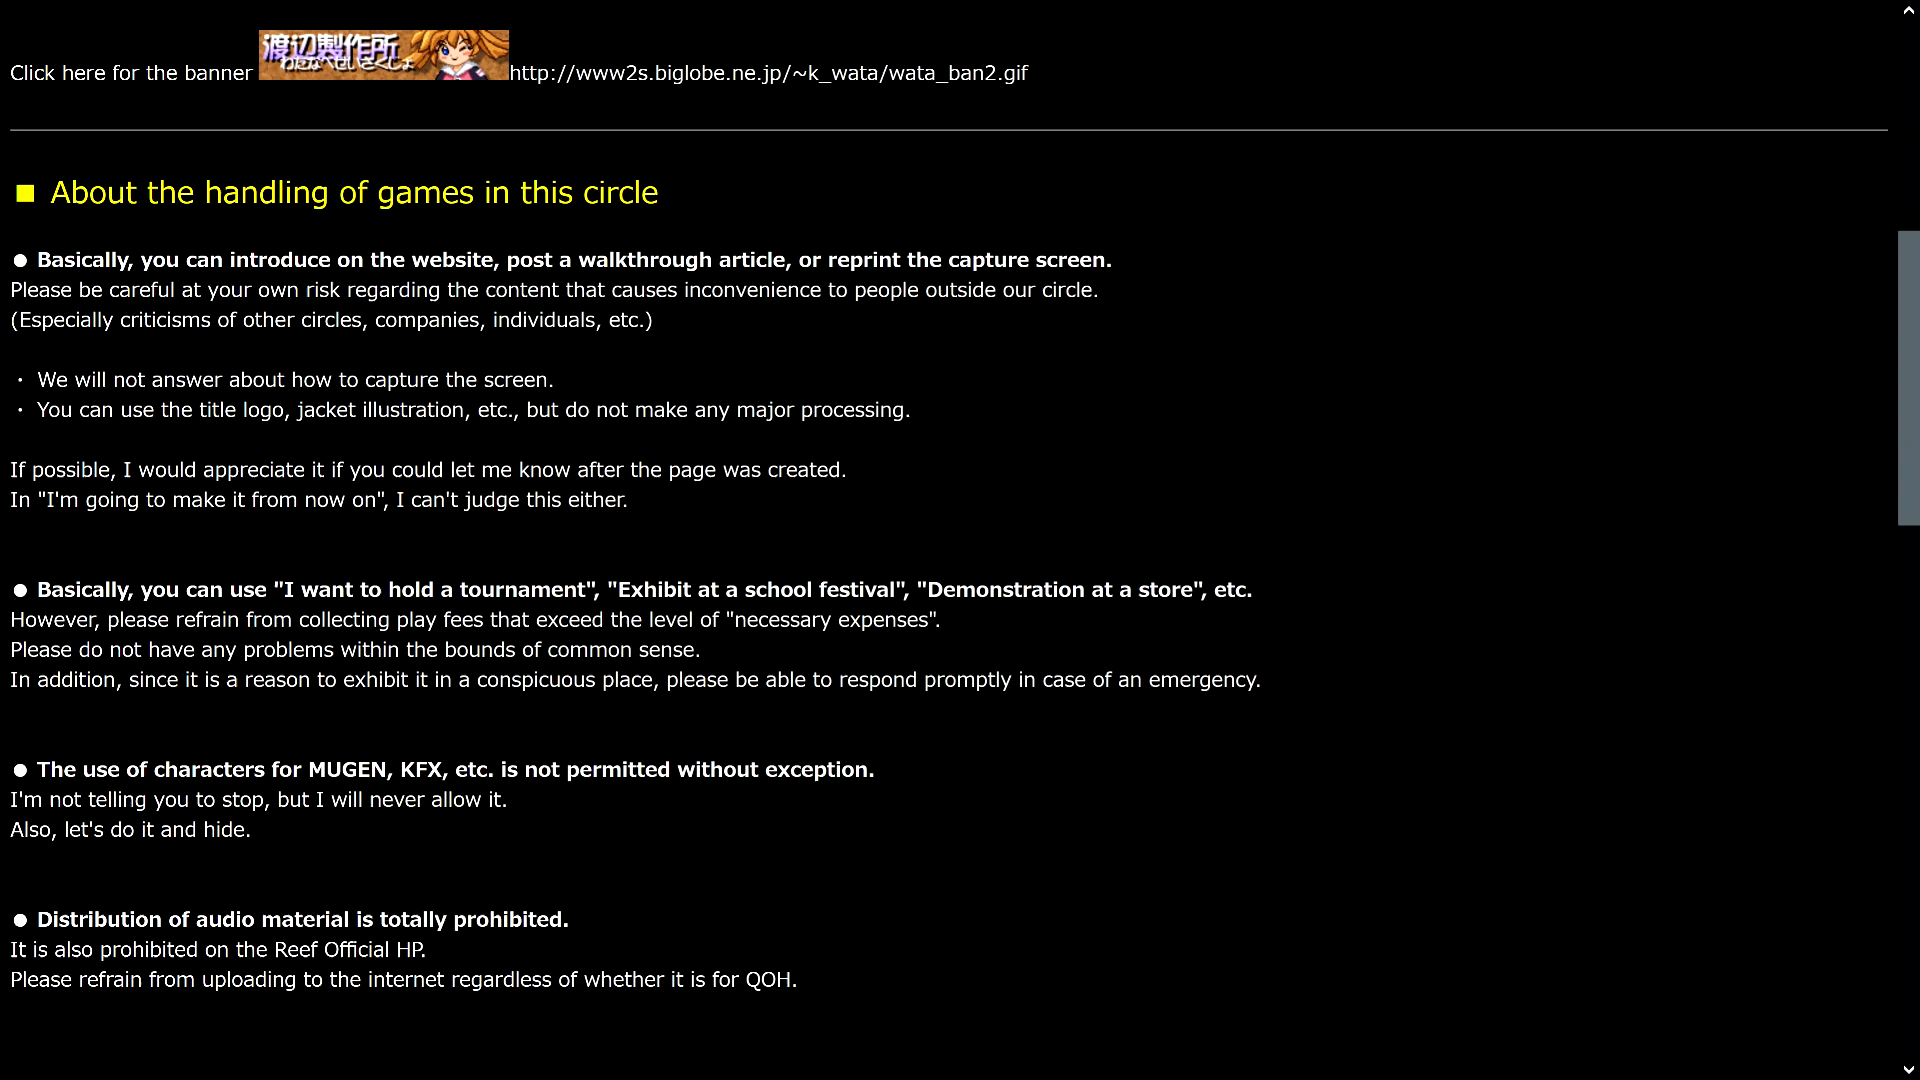 渡辺製作所
わたなべせいさくしょ
Click here for the banner http://www2s.biglobe.ne.jp/~k_wata/wata_ban2.gif
■ About the handling of games in this circle
● Basically, you can introduce on the website, post a walkthrough article, or reprint the capture screen.
Please be careful at your own risk regarding the content that causes inconvenience to people outside our circle.
(Especially criticisms of other circles, companies, individuals, etc.)
・ We will not answer about how to capture the screen.
・ You can use the title logo, jacket illustration, etc., but do not make any major processing.
If possible, I would appreciate it if you could let me know after the page was created.
In "I'm going to make it from now on", I can't judge this either.
● Basically, you can use "I want to hold a tournament", "Exhibit at a school festival", "Demonstration at a store", etc.
However, please refrain from collecting play fees that exceed the level of "necessary expenses".
Please do not have any problems within the bounds of common sense.
In addition, since it is a reason to exhibit it in a conspicuous place, please be able to respond promptly in case of an emergency.
● The use of characters for MUGEN, KFX, etc. is not permitted without exception.
I'm not telling you to stop, but I will never allow it.
Also, let's do it and hide.
● Distribution of audio material is totally prohibited.
It is also prohibited on the Reef Official HP.
Please refrain from uploading to the internet regardless of whether it is for QOH.